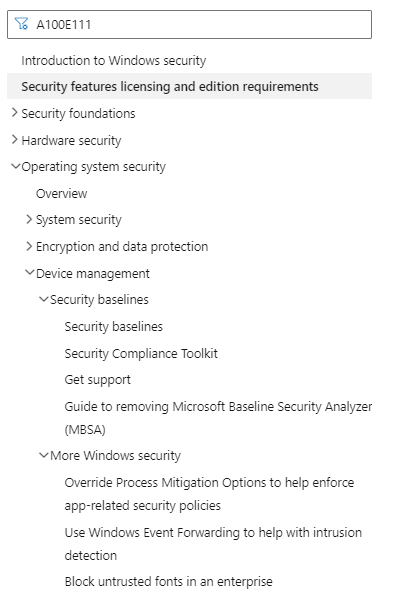 A100E111
Introduction to Windows security
Security features licensing and edition requirements
Security foundations
Hardware security
Operating system security
Overview
System security
Encryption and data protection
Device management
Security baselines
Security baselines
Security Compliance Toolkit
Get support
Guide to removing Microsoft Baseline Security Analyzer
(MBSA)
More Windows security
Override Process Mitigation Options to help enforce
app-related security policies
Use Windows Event Forwarding to help with intrusion
detection
Block untrusted fonts in an enterprise